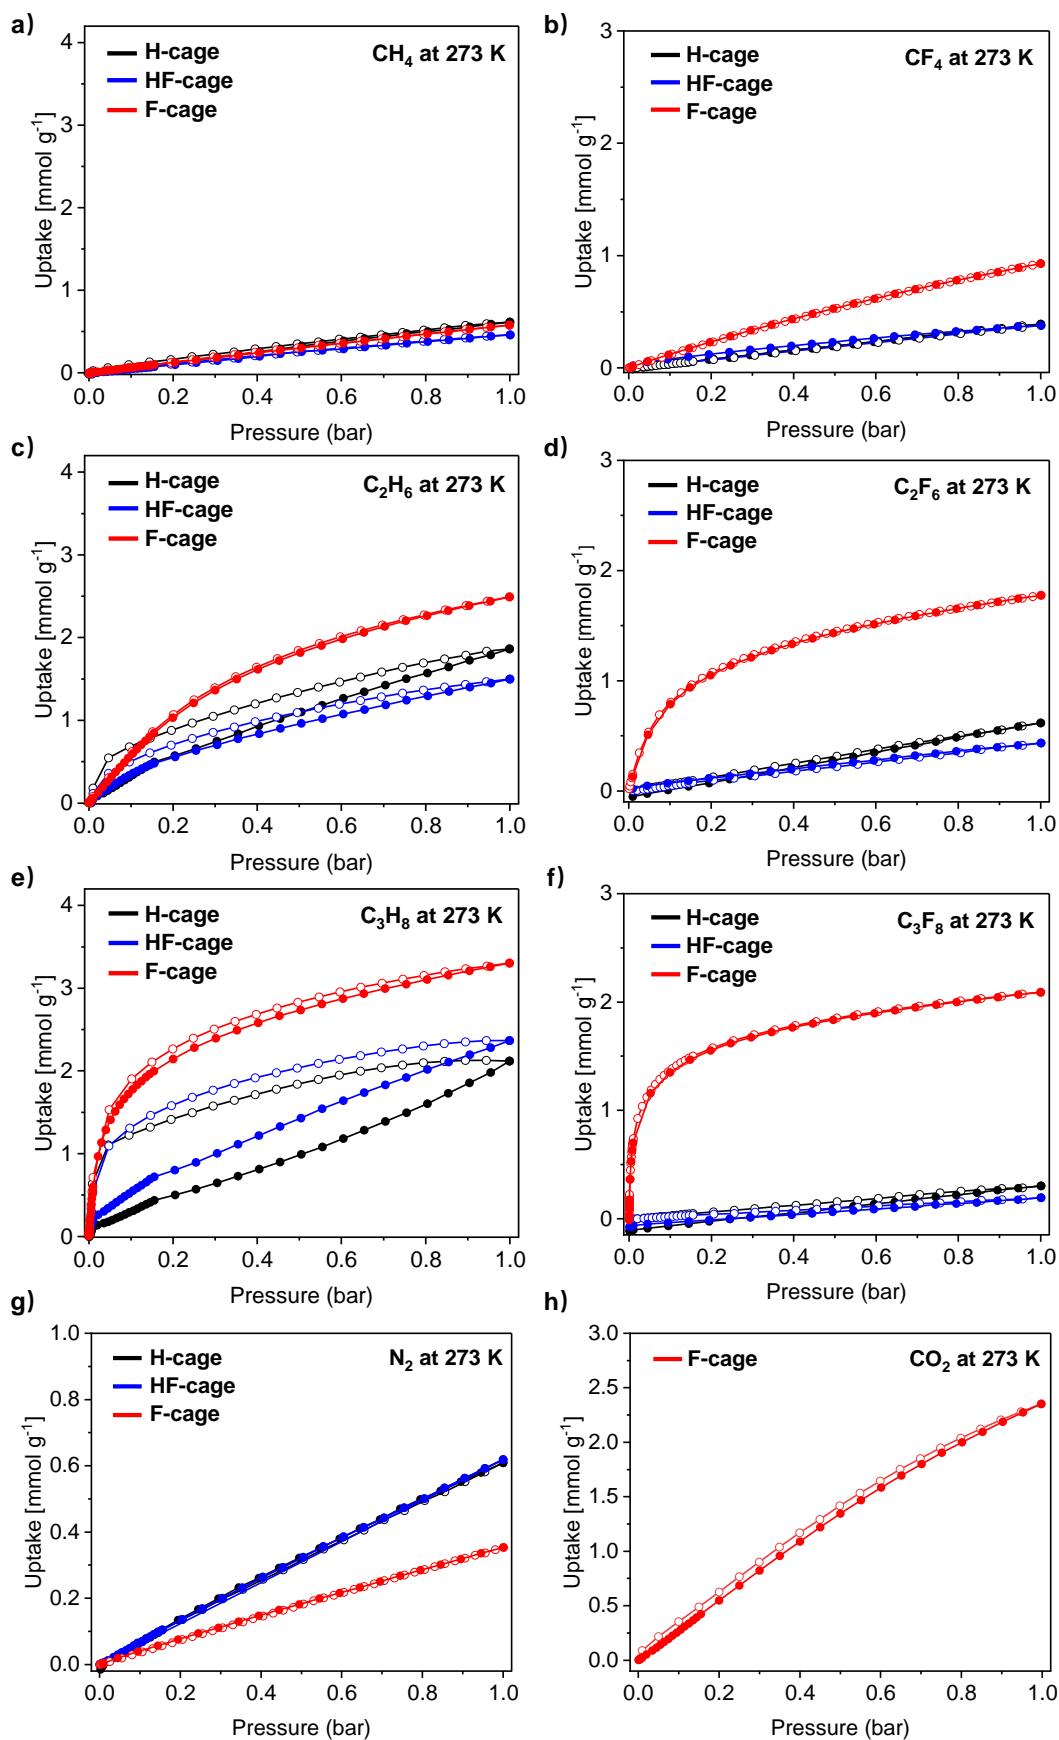 a)
H-cage
HF-cage
F-cage
CH4 at 273 K
Uptake [mmol g-1]
4
3
2
1
0
0.0 0.2 0.4 0.6 0.8 1.0
Pressure (bar)
b)
H-cage
HF-cage
F-cage
CF4 at 273 K
Uptake [mmol g-1]
3
2
1
0
0.0 0.2 0.4 0.6 0.8 1.0
Pressure (bar)
c)
H-cage
HF-cage
F-cage
C2H6 at 273 K
Uptake [mmol g-1]
4
3
2
1
0
0.0 0.2 0.4 0.6 0.8 1.0
Pressure (bar)
d)
H-cage
HF-cage
F-cage
C2F6 at 273 K
Uptake [mmol g-1]
3
2
1
0
0.0 0.2 0.4 0.6 0.8 1.0
Pressure (bar)
e)
H-cage
HF-cage
F-cage
C3H8 at 273 K
Uptake [mmol g-1]
4
3
2
1
0
0.0 0.2 0.4 0.6 0.8 1.0
Pressure (bar)
f)
H-cage
HF-cage
F-cage
C3F8 at 273 K
Uptake [mmol g-1]
3
2
1
0
0.0 0.2 0.4 0.6 0.8 1.0
Pressure (bar)
g)
H-cage
HF-cage
F-cage
N2 at 273 K
Uptake [mmol g-1]
1.0
0.8
0.6
0.4
0.2
0.0
0.0 0.2 0.4 0.6 0.8 1.0
Pressure (bar)
h)
F-cage
CO2 at 273 K
Uptake [mmol g-1]
3.0
2.5
2.0
1.5
1.0
0.5
0.0
0.0 0.2 0.4 0.6 0.8 1.0
Pressure (bar)